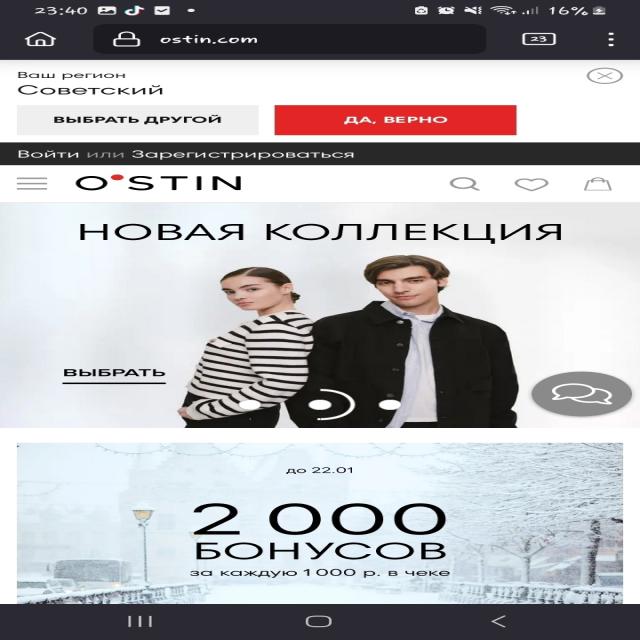 23:40
16%
ostin.com
23
Ваш регион
Советский
ВЫБРАТЬ ДРУГОЙ
ДА, ВЕРНО
Войти или Зарегистрироваться
O'STIN
НОВАЯ КОЛЛЕКЦИЯ
ВЫБРАТЬ
до 22.01
2 000
БОНУСОВ
за каждую 1000 р. в чеке